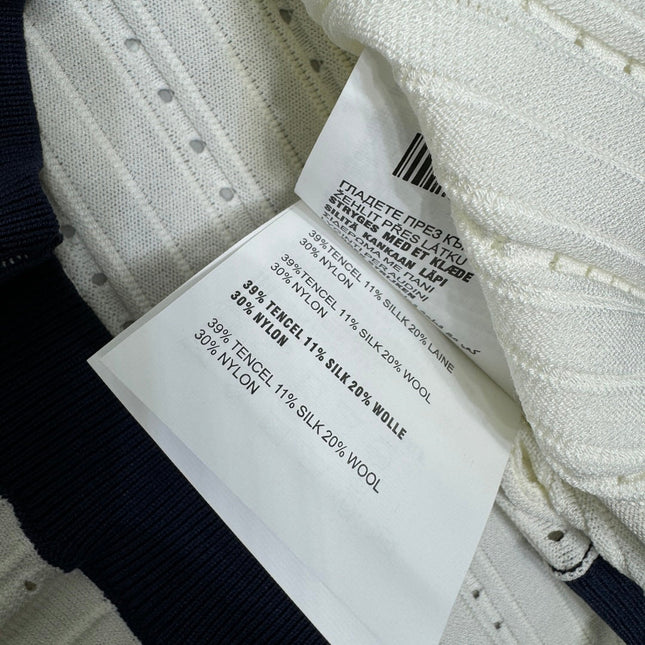 ГЛАДЕТЕ ПРЕЗ КЪ
ŽEHLIT PŘES LÁTKU
STRYGES MED ET KLÆDE
SILITÄ KANKAAN LÄPI
39%TENCEL 11% SILLK 20% LAINE
30% NYLON
39%TENCEL 11% SILK 20% WOOL
30% NYLON
39% TENCEL 11% SILK 20% WOLLE
30% NYLON
39% TENCEL 11% SILK 20% WOOL
30% NYLON